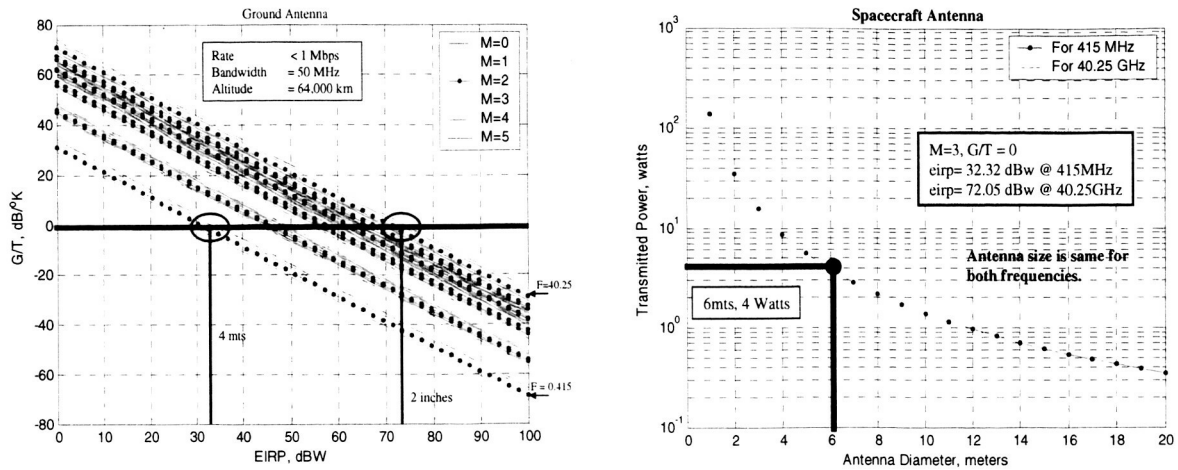 Ground Antenna
Rate < 1 Mbps
Bandwidth = 50 MHz
Altitude = 64.000 km
M=0
M=1
M=2
M=3
M=4
M=5
80
60
40
20
0
-20
-40
-60
-80
G/T, dB/ºK
F=40.25
F = 0.415
4 mts
2 inches
0 10 20 30 40 50 60 70 80 90 100
EIRP, dBW
Spacecraft Antenna
For 415 MHz
For 40.25 GHz
M=3, G/T = 0
eirp= 32.32 dBw @ 415MHz
eirp= 72.05 dBw @ 40.25GHz
Antenna size is same for
both frequencies.
6mts, 4 Watts
10³
10²
10¹
10⁰
10⁻¹
Transmitted Power, watts
0 2 4 6 8 10 12 14 16 18 20
Antenna Diameter, meters